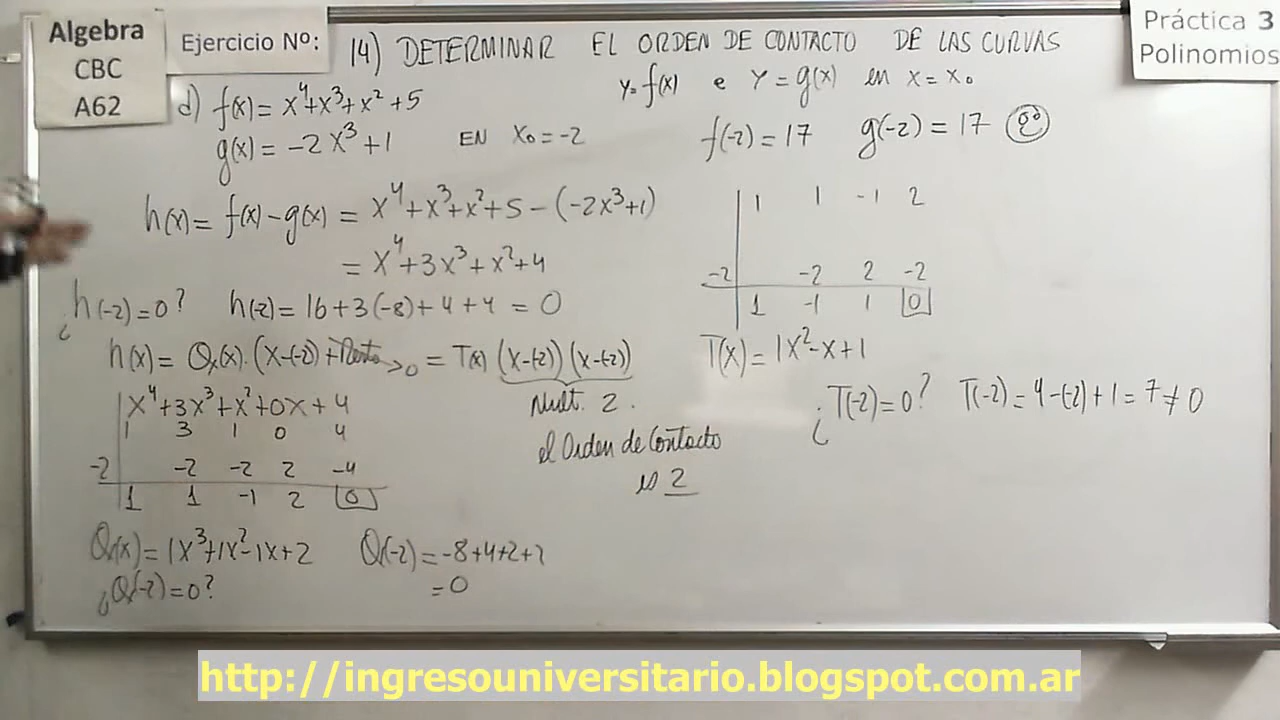 Algebra
CBC
A62
Ejercicio Nº:
Práctica 3
Polinomios
14) DETERMINAR EL ORDEN DE CONTACTO DE LAS CURVAS
y=f(x) e y=g(x) en x=x₀
d) f(x)=x⁴+x³+x²+5
g(x)=-2x³+1 EN x₀=-2
f(-2)=17 g(-2)=17
h(x)=f(x)-g(x)=x⁴+x³+x²+5-(-2x³+1)
=x⁴+3x³+x²+4
¿h(-2)=0? h(-2)=16+3(-8)+4+4=0
h(x)=Q(x).(x-(-2))+Resto→0=T(x)(x-(-2))(x-(-2))
Mult. 2.
el Orden de Contacto
es 2
x⁴+3x³+x²+0x+4
1 3 1 0 4
-2 -2 -2 2 -4
1 1 -1 2 0
Q(x)=1x³+1x²-1x+2 Q(-2)=-8+4+2+2
¿Q(-2)=0? =0
1 1 -1 2
-2 -2 2 -2
1 -1 1 0
T(x)=1x²-x+1
¿T(-2)=0? T(-2)=4-(-2)+1=7≠0
http://ingresouniversitario.blogspot.com.ar